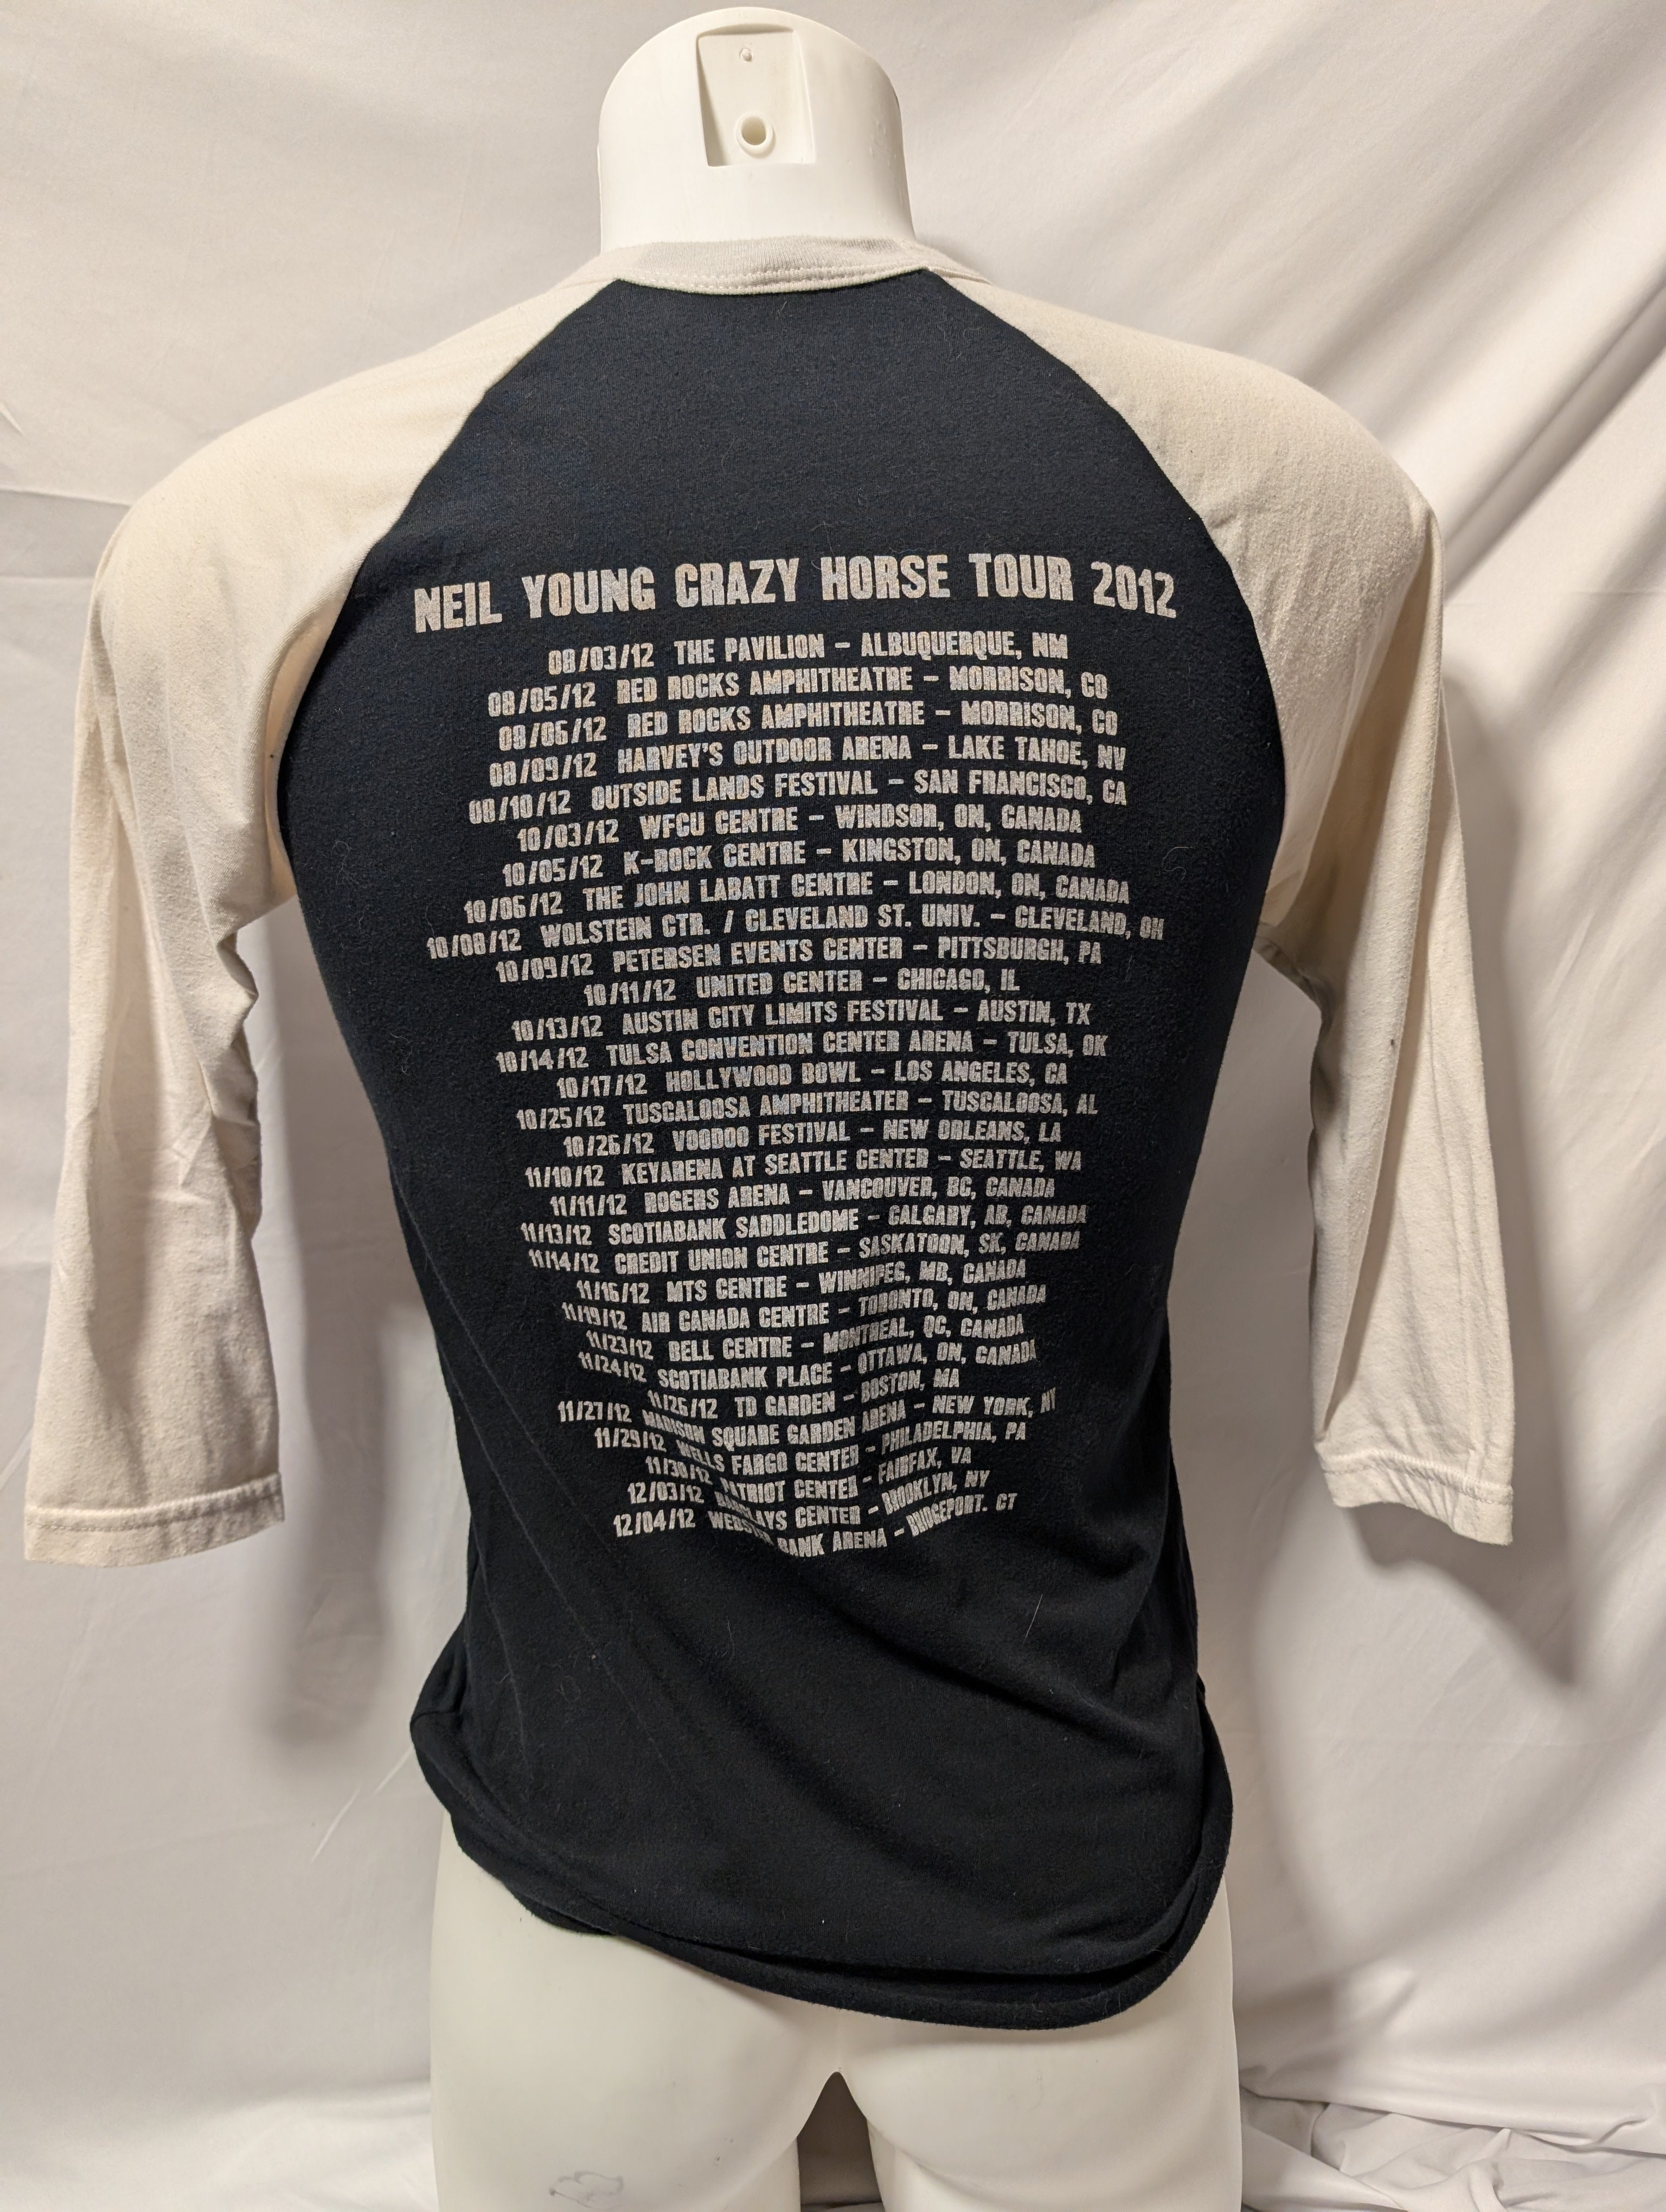 NEIL YOUNG CRAZY HORSE TOUR 2012
08/03/12 THE PAVILION - ALBUQUERQUE, NM
08/05/12 RED ROCKS AMPHITHEATRE - MORRISON, CO
08/06/12 RED ROCKS AMPHITHEATRE - MORRISON, CO
08/09/12 HARVEY'S OUTDOOR ARENA - LAKE TAHOE, NV
08/10/12 OUTSIDE LANDS FESTIVAL - SAN FRANCISCO, CA
10/03/12 WFCU CENTRE - WINDSOR, ON, CANADA
10/05/12 K-ROCK CENTRE - KINGSTON, ON, CANADA
10/06/12 THE JOHN LABATT CENTRE - LONDON, ON, CANADA
10/08/12 WOLSTEIN CTR. / CLEVELAND ST. UNIV. - CLEVELAND, OH
10/09/12 PETERSEN EVENTS CENTER - PITTSBURGH, PA
10/11/12 UNITED CENTER - CHICAGO, IL
10/13/12 AUSTIN CITY LIMITS FESTIVAL - AUSTIN, TX
10/14/12 TULSA CONVENTION CENTER ARENA - TULSA, OK
10/17/12 HOLLYWOOD BOWL - LOS ANGELES, CA
10/25/12 TUSCALOOSA AMPHITHEATER - TUSCALOOSA, AL
10/26/12 VOODOO FESTIVAL - NEW ORLEANS, LA
11/10/12 KEYARENA AT SEATTLE CENTER - SEATTLE, WA
11/11/12 ROGERS ARENA - VANCOUVER, BC, CANADA
11/13/12 SCOTIABANK SADDLEDOME - CALGARY, AB, CANADA
11/14/12 CREDIT UNION CENTRE - SASKATOON, SK, CANADA
11/16/12 MTS CENTRE - WINNIPEG, MB, CANADA
11/19/12 AIR CANADA CENTRE - TORONTO, ON, CANADA
11/23/12 BELL CENTRE - MONTREAL, QC, CANADA
11/24/12 SCOTIABANK PLACE - OTTAWA, ON, CANADA
11/26/12 TD GARDEN - BOSTON, MA
11/27/12 MADISON SQUARE GARDEN ARENA - NEW YORK, NY
11/29/12 WELLS FARGO CENTER - PHILADELPHIA, PA
11/30/12 PATRIOT CENTER - FAIRFAX, VA
12/03/12 BARCLAYS CENTER - BROOKLYN, NY
12/04/12 WEBSTER BANK ARENA - BRIDGEPORT. CT